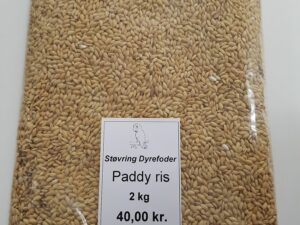 Støvring Dyrefoder
Paddy ris
2 kg
40,00 kr.